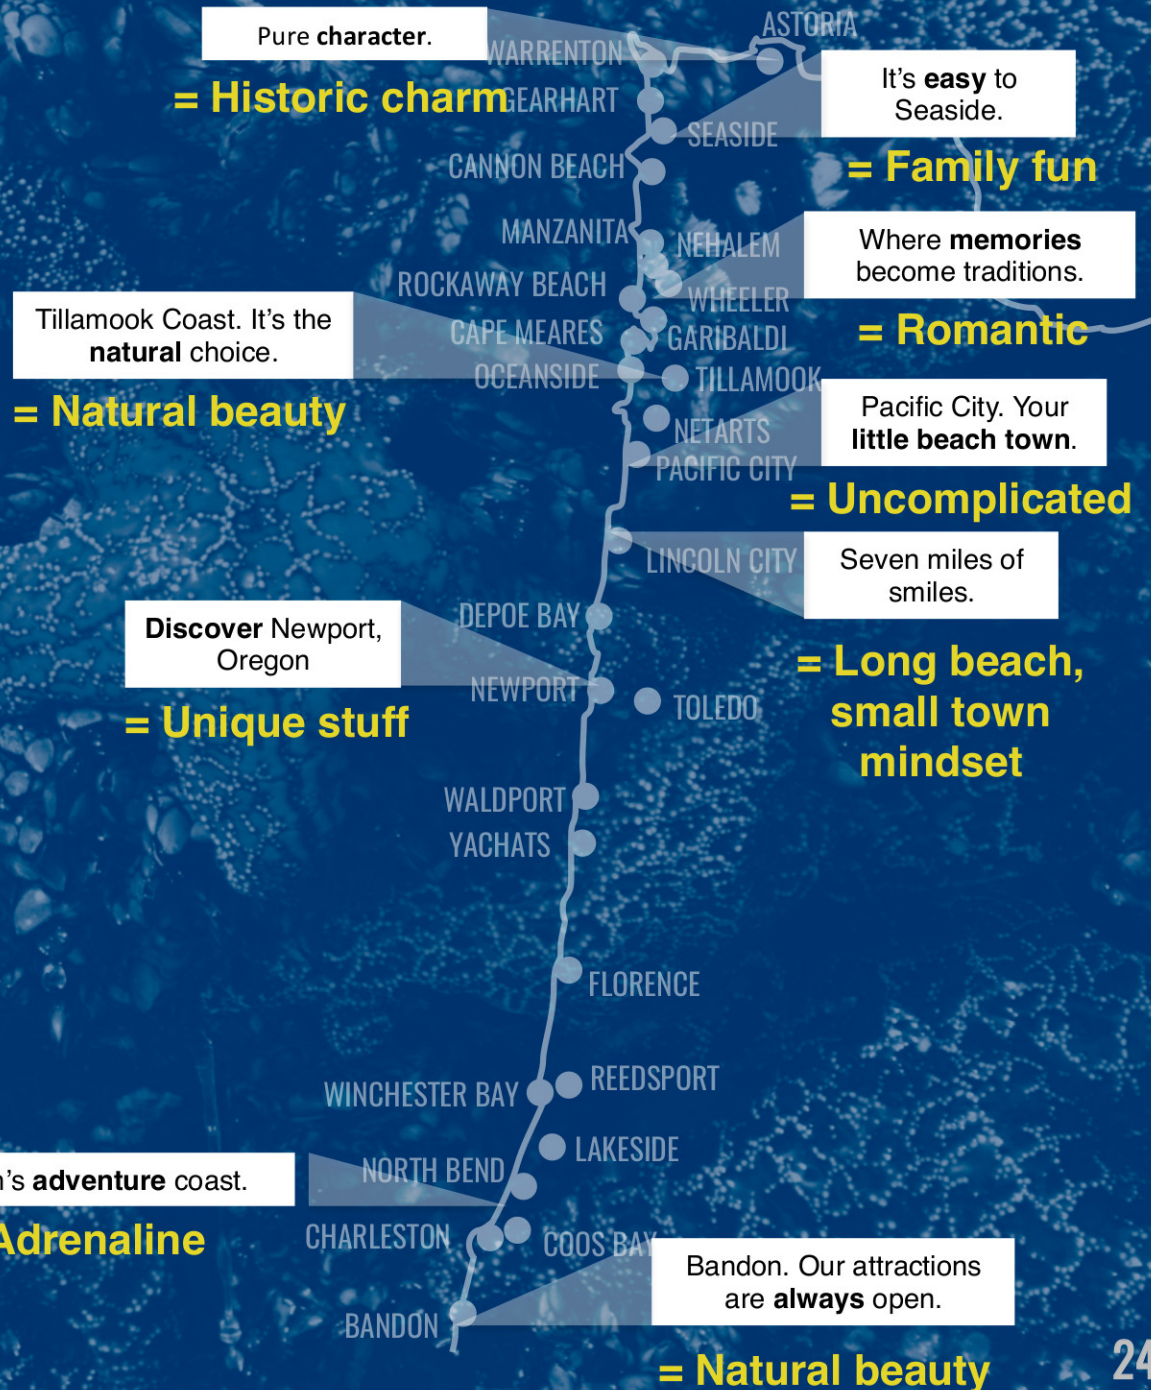 Pure character.
= Historic charm
ASTORIA
WARRENTON
GEARHART
It's easy to
Seaside.
= Family fun
SEASIDE
CANNON BEACH
MANZANITA
NEHALEM
Where memories
become traditions.
= Romantic
ROCKAWAY BEACH
WHEELER
Tillamook Coast. It's the
natural choice.
= Natural beauty
CAPE MEARES
GARIBALDI
OCEANSIDE
TILLAMOOK
Pacific City. Your
little beach town.
= Uncomplicated
NETARTS
PACIFIC CITY
LINCOLN CITY
Seven miles of
smiles.
= Long beach,
small town
mindset
DEPOE BAY
Discover Newport,
Oregon
= Unique stuff
NEWPORT
TOLEDO
WALDPORT
YACHATS
FLORENCE
WINCHESTER BAY
REEDSPORT
LAKESIDE
NORTH BEND
n's adventure coast.
Adrenaline
CHARLESTON
COOS BAY
Bandon. Our attractions
are always open.
= Natural beauty
BANDON
24